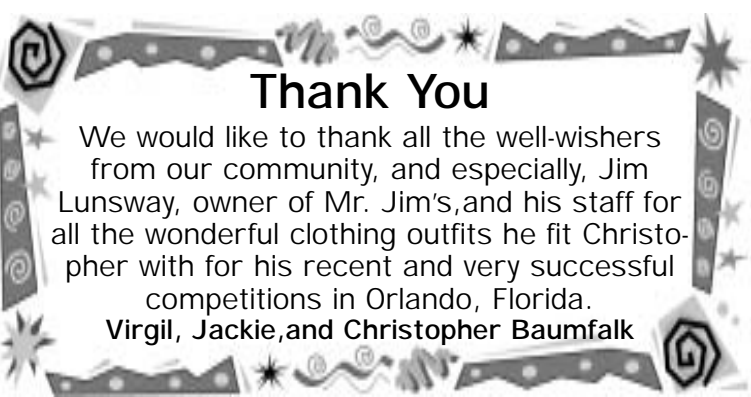 Thank You
We would like to thank all the well-wishers
from our community, and especially, Jim
Lunsway, owner of Mr. Jim's,and his staff for
all the wonderful clothing outfits he fit Christo-
pher with for his recent and very successful
competitions in Orlando, Florida.
Virgil, Jackie,and Christopher Baumfalk